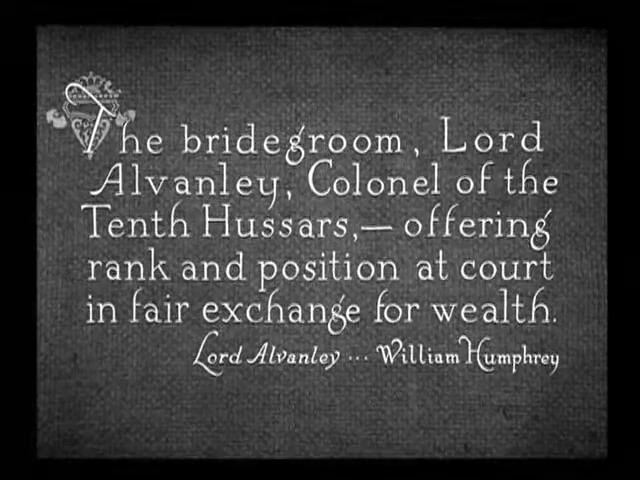 The bridegroom, Lord
Alvanley, Colonel of the
Tenth Hussars,— offering
rank and position at court
in fair exchange for wealth.
Lord Alvanley ... William Humphrey